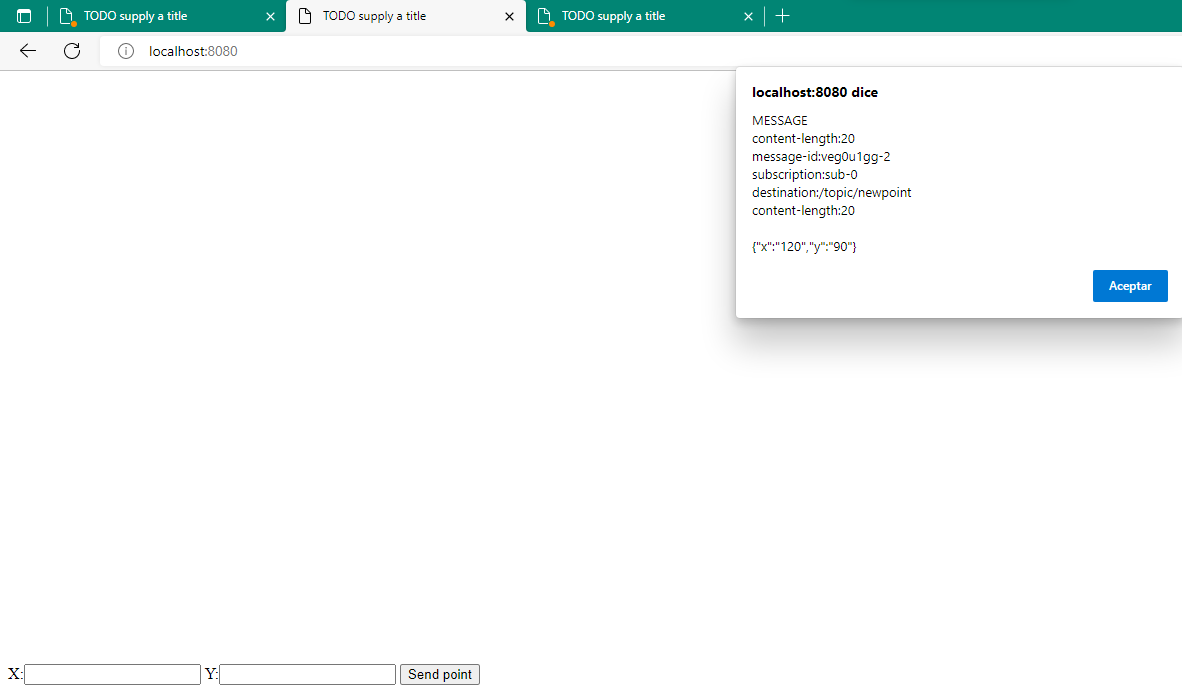 TODO supply a title
TODO supply a title
TODO supply a title
localhost:8080
localhost:8080 dice
MESSAGE
content-length:20
message-id:veg0u1gg-2
subscription:sub-0
destination:/topic/newpoint
content-length:20
{"x":"120","y":"90"}
Aceptar
X: Y: Send point